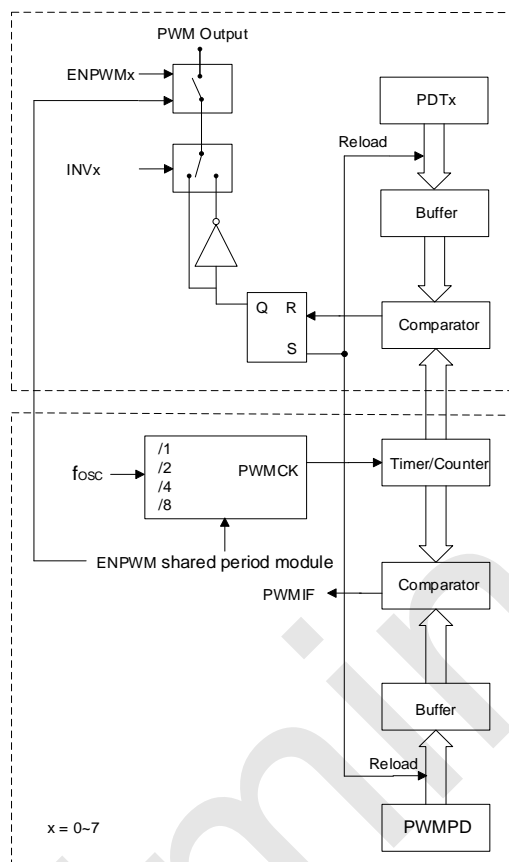 PWM Output
ENPWMx
PDTx
Reload
INVx
Buffer
Q R
S
Comparator
/1
/2
/4
/8
fOSC
PWMCK
Timer/Counter
ENPWM shared period module
PWMIF
Comparator
Buffer
Reload
x = 0~7
PWMPD